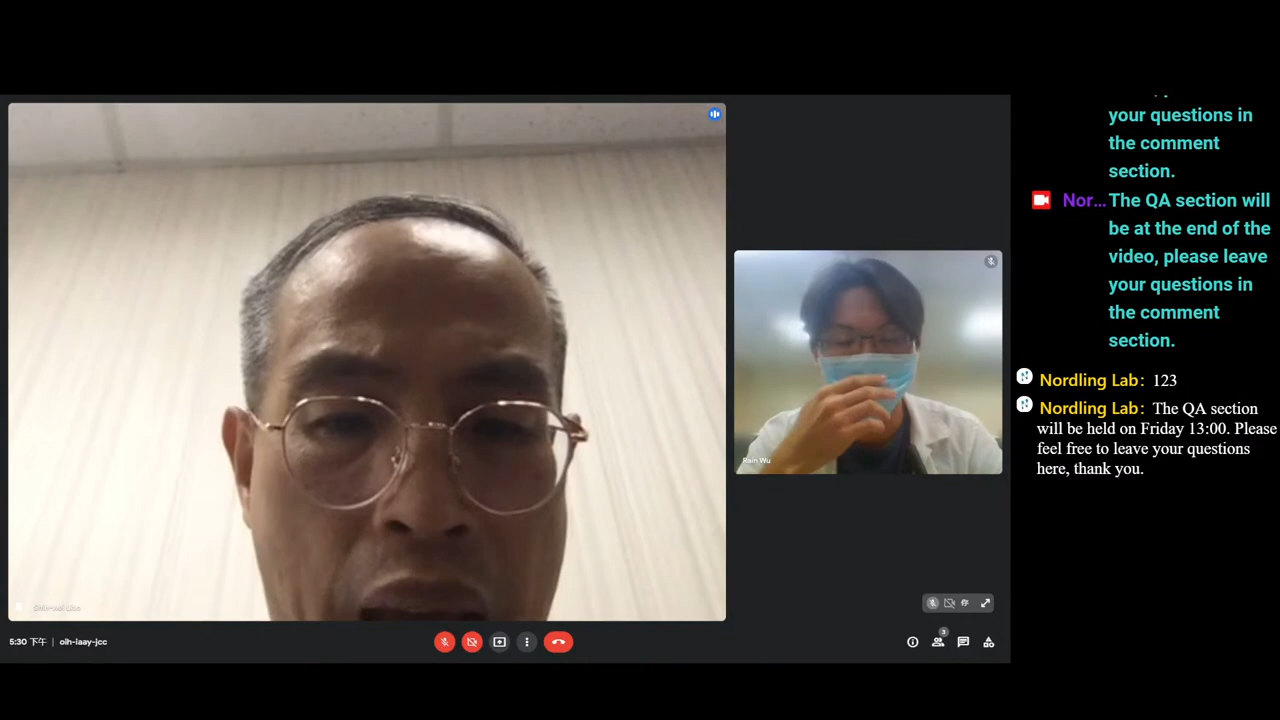 your questions in
the comment
section.
Nor... The QA section will
be at the end of the
video, please leave
your questions in
the comment
section.
Nordling Lab: 123
Nordling Lab: The QA section
will be held on Friday 13:00. Please
feel free to leave your questions
here, thank you.
Rain Wu
5:30 下午 | oih-iaay-jcc
3